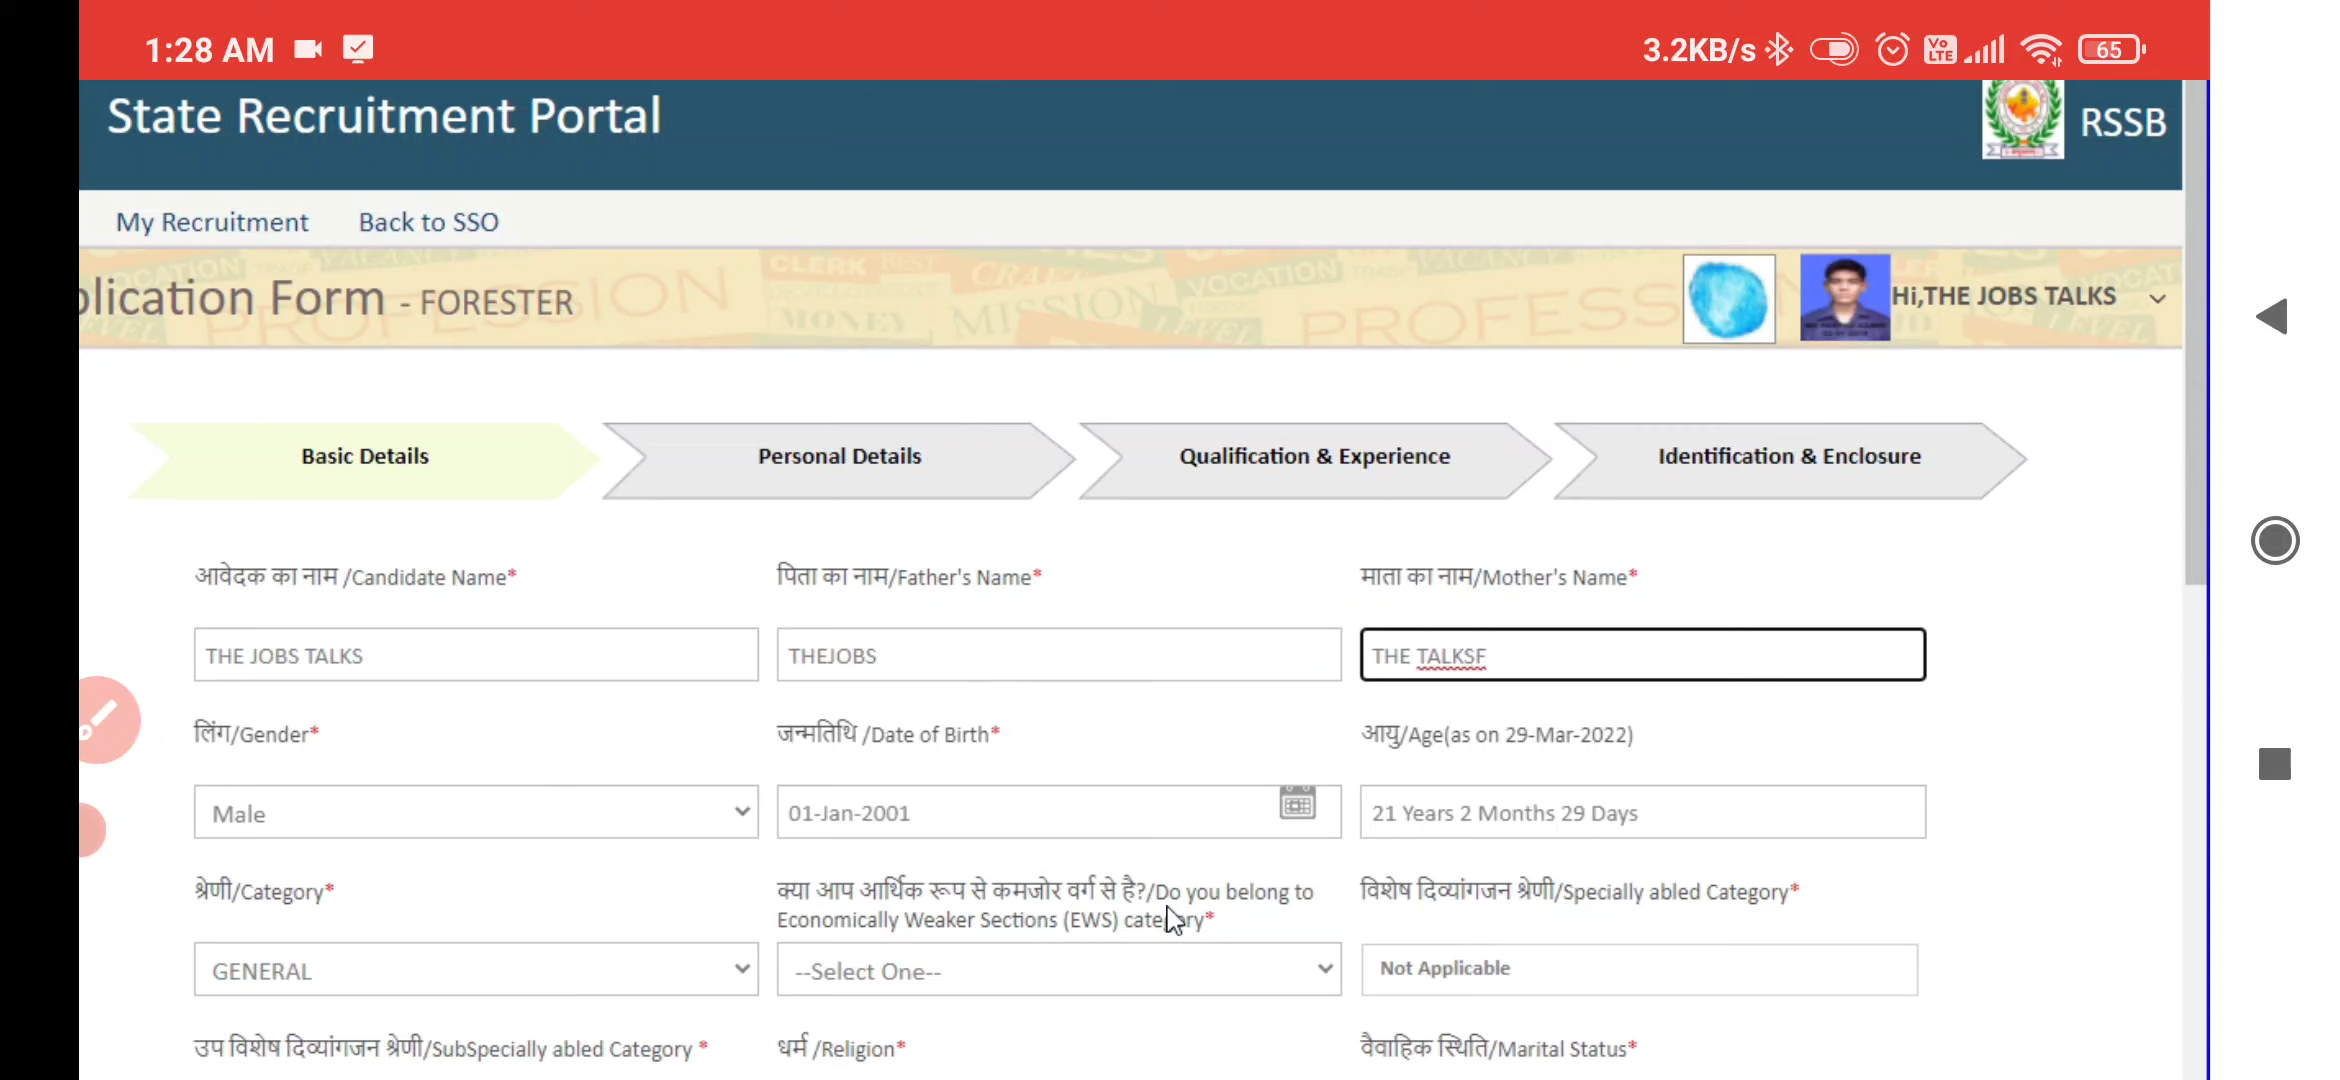 1:28 AM
3.2KB/s
Vo LTE
65
State Recruitment Portal
RSSB
My Recruitment Back to SSO
plication Form - FORESTER
Hi,THE JOBS TALKS
Basic Details
Personal Details
Qualification & Experience
Identification & Enclosure
आवेदक का नाम /Candidate Name*
पिता का नाम/Father's Name*
माता का नाम/Mother's Name*
THE JOBS TALKS
THEJOBS
THE TALKSF
लिंग/Gender*
जन्मतिथि /Date of Birth*
आयु/Age(as on 29-Mar-2022)
Male
01-Jan-2001
21 Years 2 Months 29 Days
श्रेणी/Category*
क्या आप आर्थिक रूप से कमजोर वर्ग से है?/Do you belong to
Economically Weaker Sections (EWS) category*
विशेष दिव्यांगजन श्रेणी/Specially abled Category*
GENERAL
--Select One--
Not Applicable
उप विशेष दिव्यांगजन श्रेणी/SubSpecially abled Category *
धर्म /Religion*
वैवाहिक स्थिति/Marital Status*